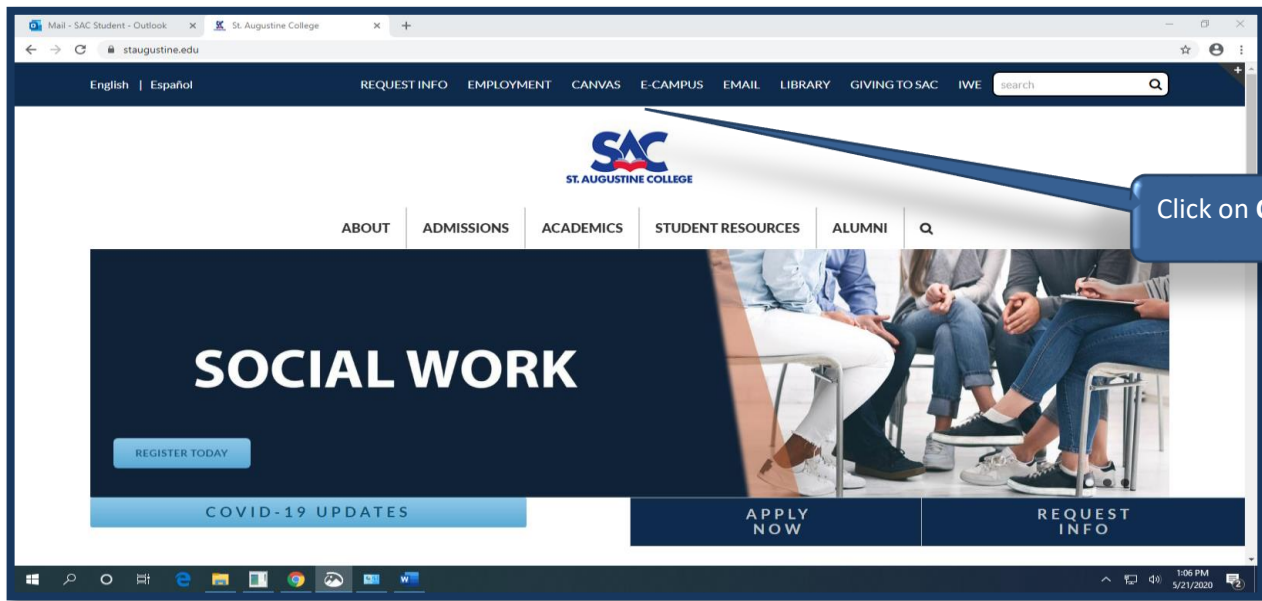 Mail - SAC Student - Outlook St. Augustine College
staugustine.edu
English | Español REQUEST INFO EMPLOYMENT CANVAS E-CAMPUS EMAIL LIBRARY GIVING TO SAC IWE search
SAC
ST. AUGUSTINE COLLEGE
Click on
ABOUT ADMISSIONS ACADEMICS STUDENT RESOURCES ALUMNI
SOCIAL WORK
REGISTER TODAY
COVID-19 UPDATES
APPLY
NOW
REQUEST
INFO
1:06 PM
5/21/2020